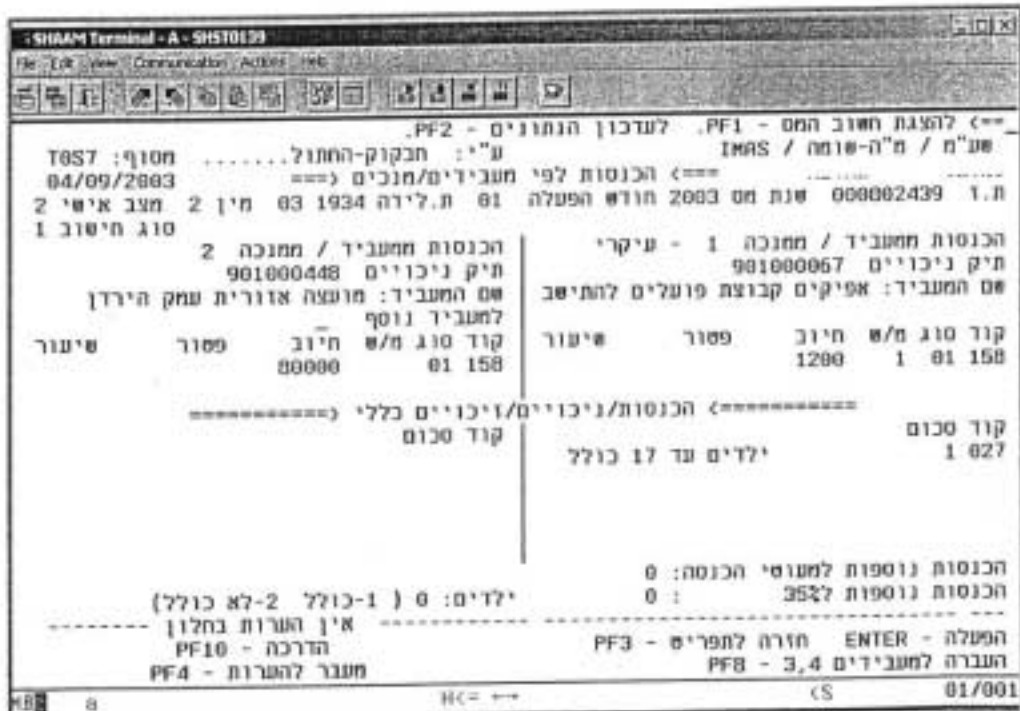 SHAAM Terminal - A - SHST0139
File Edit View Communication Actions Help
==> להצגת חשוב המס - PF1. לעדכון הנתונים - PF2.
שע"מ / מ"ה-שומה / IMAS ע"י: חבקוק-החתול........ מסוף: T0S7
===> הכנסות לפי מעבידים/מנכים <=== 04/09/2003
ת.ז 000002439 שנת מס 2003 חודש הפעלה 01 ת.לידה 1934 03 מין 2 מצב אישי 2
סוג חישוב 1
הכנסות ממעביד / ממנכה 1 - עיקרי
תיק ניכויים 901000067
שם המעביד: אפיקים קבוצת פועלים להתישב
קוד סוג מ/ש חיוב פטור שיעור
158 01 1 1200
הכנסות ממעביד / ממנכה 2
תיק ניכויים 901000448
שם המעביד: מועצה אזורית עמק הירדן
למעביד נוסף _
קוד סוג מ/ש חיוב פטור שיעור
158 01 80000
===========> הכנסות/ניכויים/זיכויים כללי <===========
קוד סכום
027 1 ילדים עד 17 כולל
קוד סכום
הכנסות נוספות למעוטי הכנסה: 0
הכנסות נוספות ל35% : 0 ילדים: 0 ( 1-כולל 2-לא כולל)
אין הערות בחלון
הפעלה - ENTER חזרה לתפריט - PF3 הדרכה - PF10
העברה למעבידים 3,4 - PF8 מעבר להערות - PF4
a H<= ←→ <S 01/001